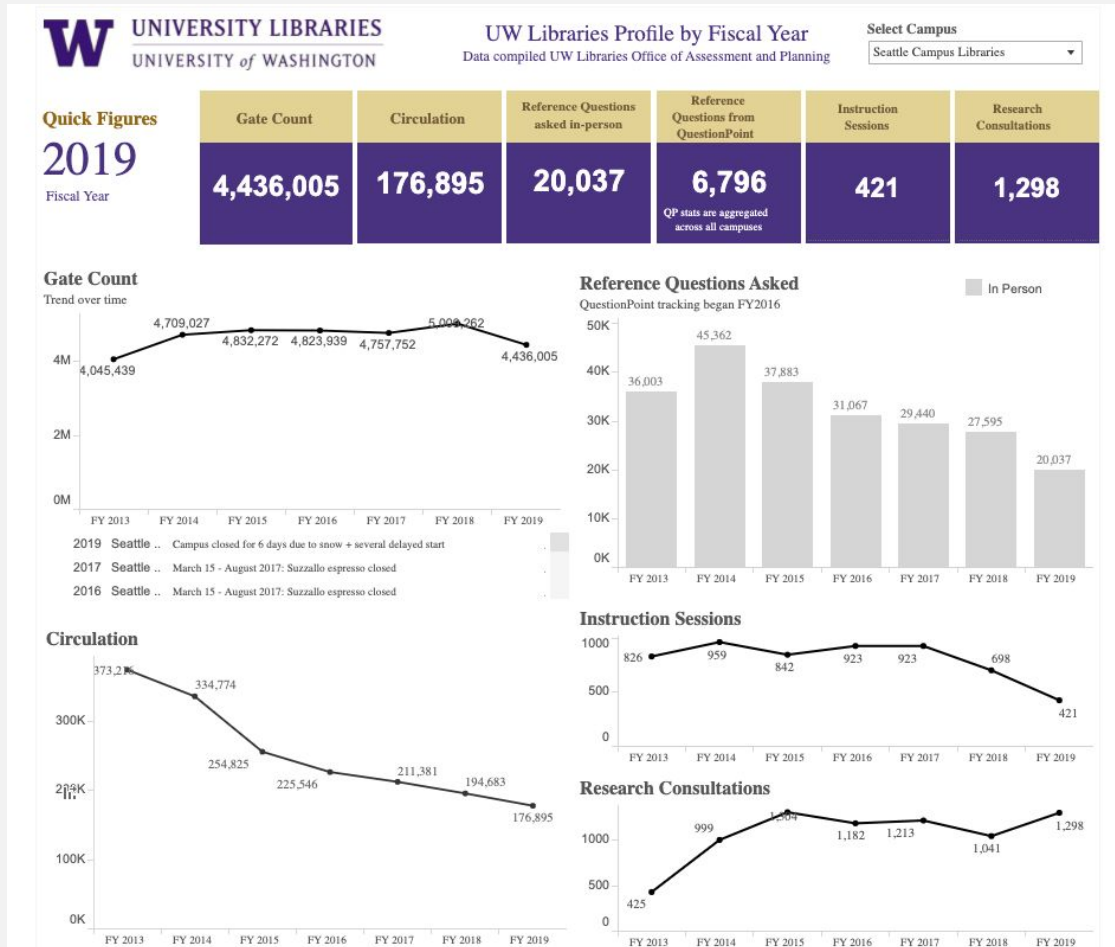 W
UNIVERSITY LIBRARIES
UNIVERSITY of WASHINGTON
UW Libraries Profile by Fiscal Year
Data compiled UW Libraries Office of Assessment and Planning
Select Campus
Seattle Campus Libraries
Quick Figures
2019
Fiscal Year
Gate Count
4,436,005
Circulation
176,895
Reference Questions
asked in-person
20,037
Reference
Questions from
QuestionPoint
6,796
QP stats are aggregated
across all campuses
Instruction
Sessions
421
Research
Consultations
1,298
Gate Count
Trend over time
4M
2M
0M
4,045,439
4,709,027
4,832,272
4,823,939
4,757,752
4,436,005
FY 2013 FY 2014 FY 2015 FY 2016 FY 2017 FY 2018 FY 2019
2019 Seattle .. Campus closed for 6 days due to snow + several delayed start
2017 Seattle .. March 15 - August 2017: Suzzallo espresso closed
2016 Seattle .. March 15 - August 2017: Suzzallo espresso closed
Reference Questions Asked
QuestionPoint tracking began FY2016
In Person
50K
40K
30K
20K
10K
0K
36,003
45,362
37,883
31,067
29,440
27,595
20,037
FY 2013 FY 2014 FY 2015 FY 2016 FY 2017 FY 2018 FY 2019
Circulation
300K
100K
0K
334,774
254,825
225,546
211,381
194,683
176,895
FY 2013 FY 2014 FY 2015 FY 2016 FY 2017 FY 2018 FY 2019
Instruction Sessions
1000
500
0
826
959
842
923
923
698
421
FY 2013 FY 2014 FY 2015 FY 2016 FY 2017 FY 2018 FY 2019
Research Consultations
1000
500
0
425
999
1,182
1,213
1,041
1,298
FY 2013 FY 2014 FY 2015 FY 2016 FY 2017 FY 2018 FY 2019